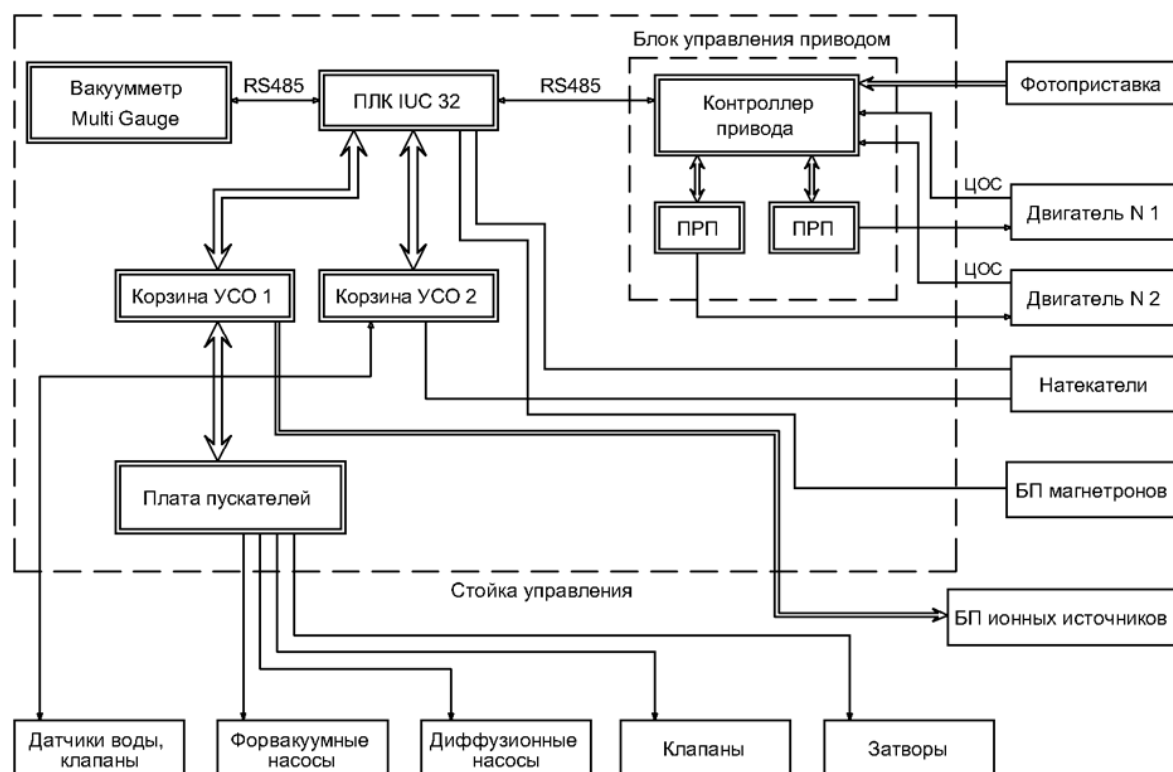 Блок управления приводом
Вакуумметр
Multi Gauge
RS485
ПЛК IUC 32
RS485
Контроллер
привода
Фотоприставка
ЦОС
Двигатель N 1
ПРП
ПРП
ЦОС
Двигатель N 2
Корзина УСО 1
Корзина УСО 2
Натекатели
Плата пускателей
БП магнетронов
Стойка управления
БП ионных источников
Датчики воды,
клапаны
Форвакуумные
насосы
Диффузионные
насосы
Клапаны
Затворы